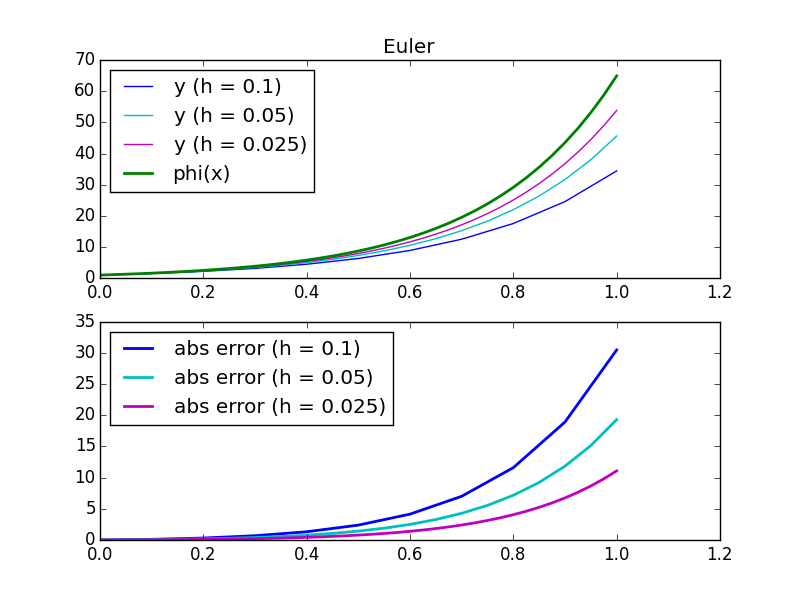 Euler
70
60
50
40
30
20
10
0
y (h = 0.1)
y (h = 0.05)
y (h = 0.025)
phi(x)
0.0 0.2 0.4 0.6 0.8 1.0 1.2
35
30
25
20
15
10
5
0
abs error (h = 0.1)
abs error (h = 0.05)
abs error (h = 0.025)
0.0 0.2 0.4 0.6 0.8 1.0 1.2